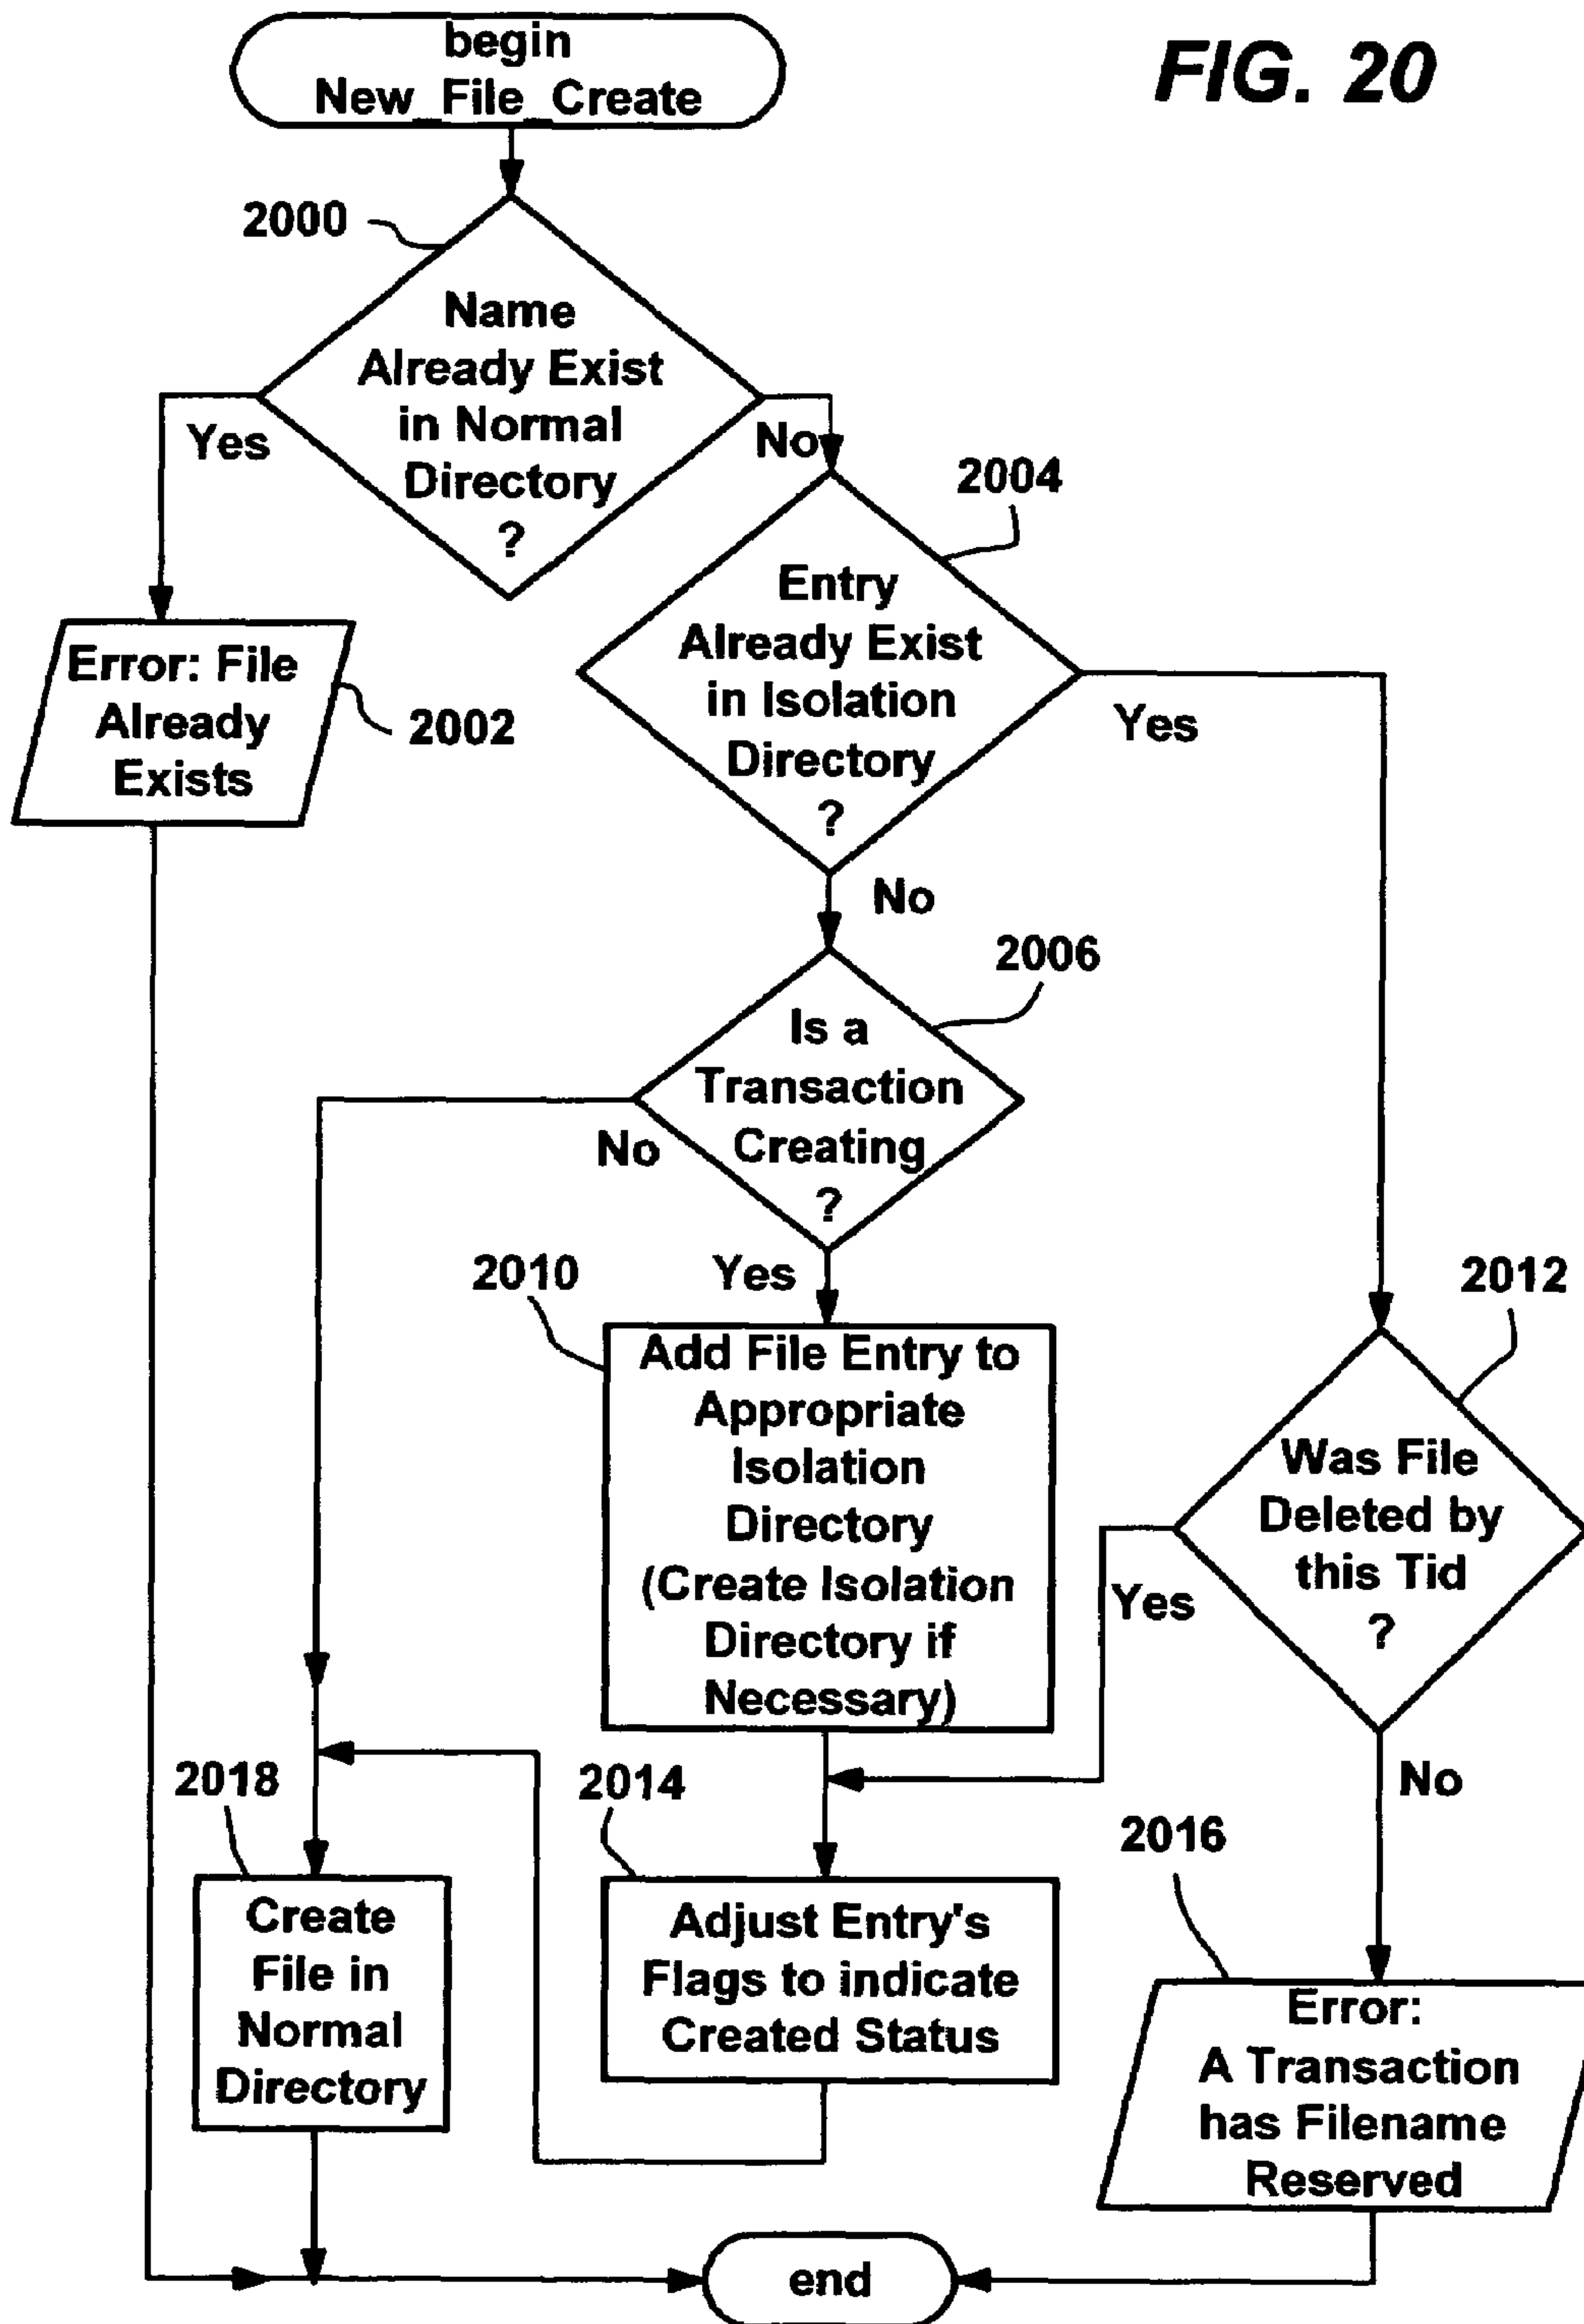 begin
New_File_Create
FIG. 20
2000
Name
Already Exist
in Normal
Directory
?
Yes
No
2004
Entry
Already Exist
in Isolation
Directory
?
Yes
Error: File
Already
Exists
2002
No
2006
Is a
Transaction
Creating
?
No
Yes
2010
Add File Entry to
Appropriate
Isolation
Directory
(Create Isolation
Directory if
Necessary)
2012
Was File
Deleted by
this Tid
?
Yes
No
2018
Create
File in
Normal
Directory
2014
Adjust Entry's
Flags to indicate
Created Status
2016
Error:
A Transaction
has Filename
Reserved
end